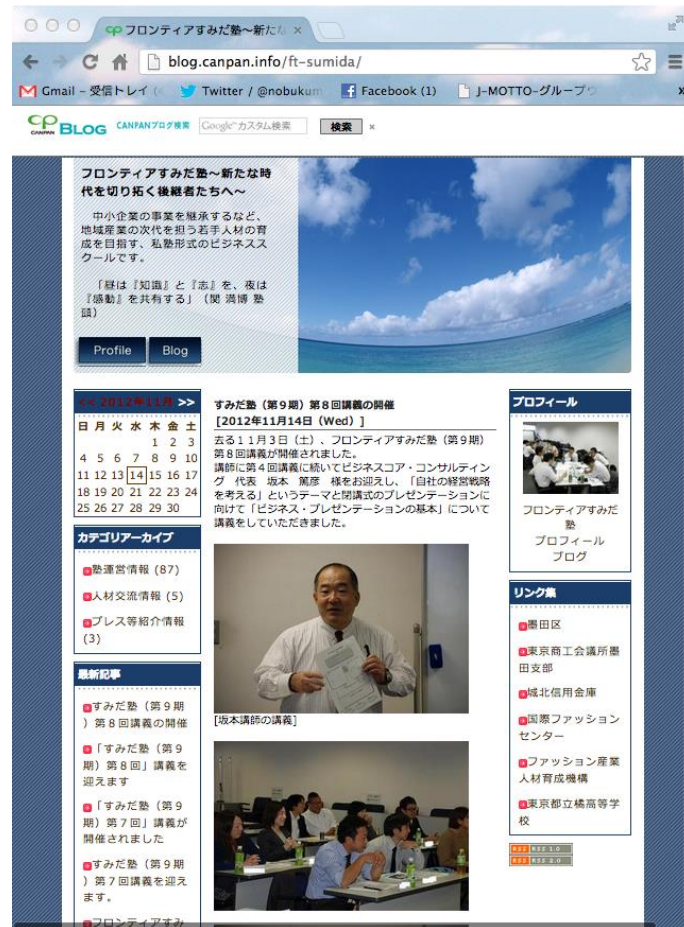 フロンティアすみだ塾〜新たな
blog.canpan.info/ft-sumida/
Gmail - 受信トレイ (
Twitter / @nobukum
Facebook (1)
J-MOTTO-グループウ
CANPAN BLOG
CANPANブログ検索
Google カスタム検索
検索
×
フロンティアすみだ塾〜新たな時
代を切り拓く後継者たちへ〜
中小企業の事業を継承するなど、
地域産業の次代を担う若手人材の育
成を目指す、私塾形式のビジネスス
クールです。
「昼は『知識』と『志』を、夜は
『感動』を共有する」（関 満博 塾
頭）
Profile
Blog
<< 2012年11月 >>
日 月 火 水 木 金 土
1 2 3
4 5 6 7 8 9 10
11 12 13 14 15 16 17
18 19 20 21 22 23 24
25 26 27 28 29 30
カテゴリアーカイブ
塾運営情報 (87)
人材交流情報 (5)
プレス等紹介情報
(3)
最新記事
すみだ塾（第９期
）第８回講義の開催
「すみだ塾（第９
期）第８回」講義を
迎えます
「すみだ塾（第９
期）第７回」講義が
開催されました
すみだ塾（第９期
）第７回講義を迎え
ます。
フロンティアすみ
すみだ塾（第９期）第８回講義の開催
[2012年11月14日（Wed）]
去る１１月３日（土）、フロンティアすみだ塾（第９期）
第８回講義が開催されました。
講師に第４回講義に続いてビジネスコア・コンサルティン
グ 代表 坂本 篤彦 様をお迎えし、「自社の経営戦略
を考える」というテーマと閉講式のプレゼンテーションに
向けて「ビジネス・プレゼンテーションの基本」について
講義をしていただきました。
[坂本講師の講義]
プロフィール
フロンティアすみだ
塾
プロフィール
ブログ
リンク集
墨田区
東京商工会議所墨
田支部
城北信用金庫
国際ファッション
センター
ファッション産業
人材育成機構
東京都立橘高等学
校
RSS RSS 1.0
RSS RSS 2.0